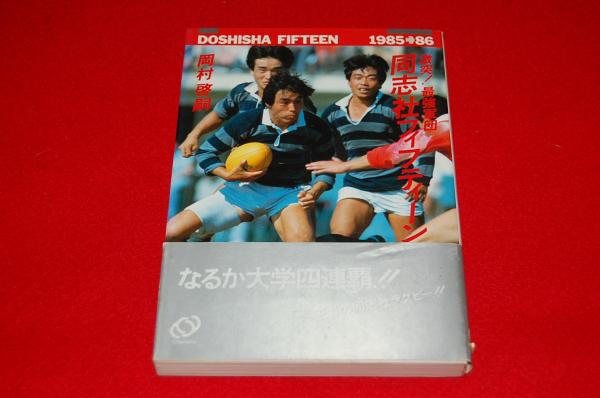 DOSHISHA FIFTEEN 1985➔86
激突!最強軍団
同志社フィフティーン
岡村啓嗣
なるか大学四連覇!!